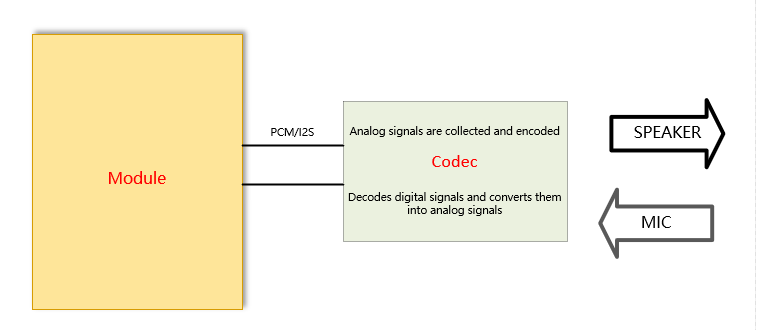 PCM/I2S
Analog signals are collected and encoded
SPEAKER
Codec
Module
Decodes digital signals and converts them
into analog signals
MIC